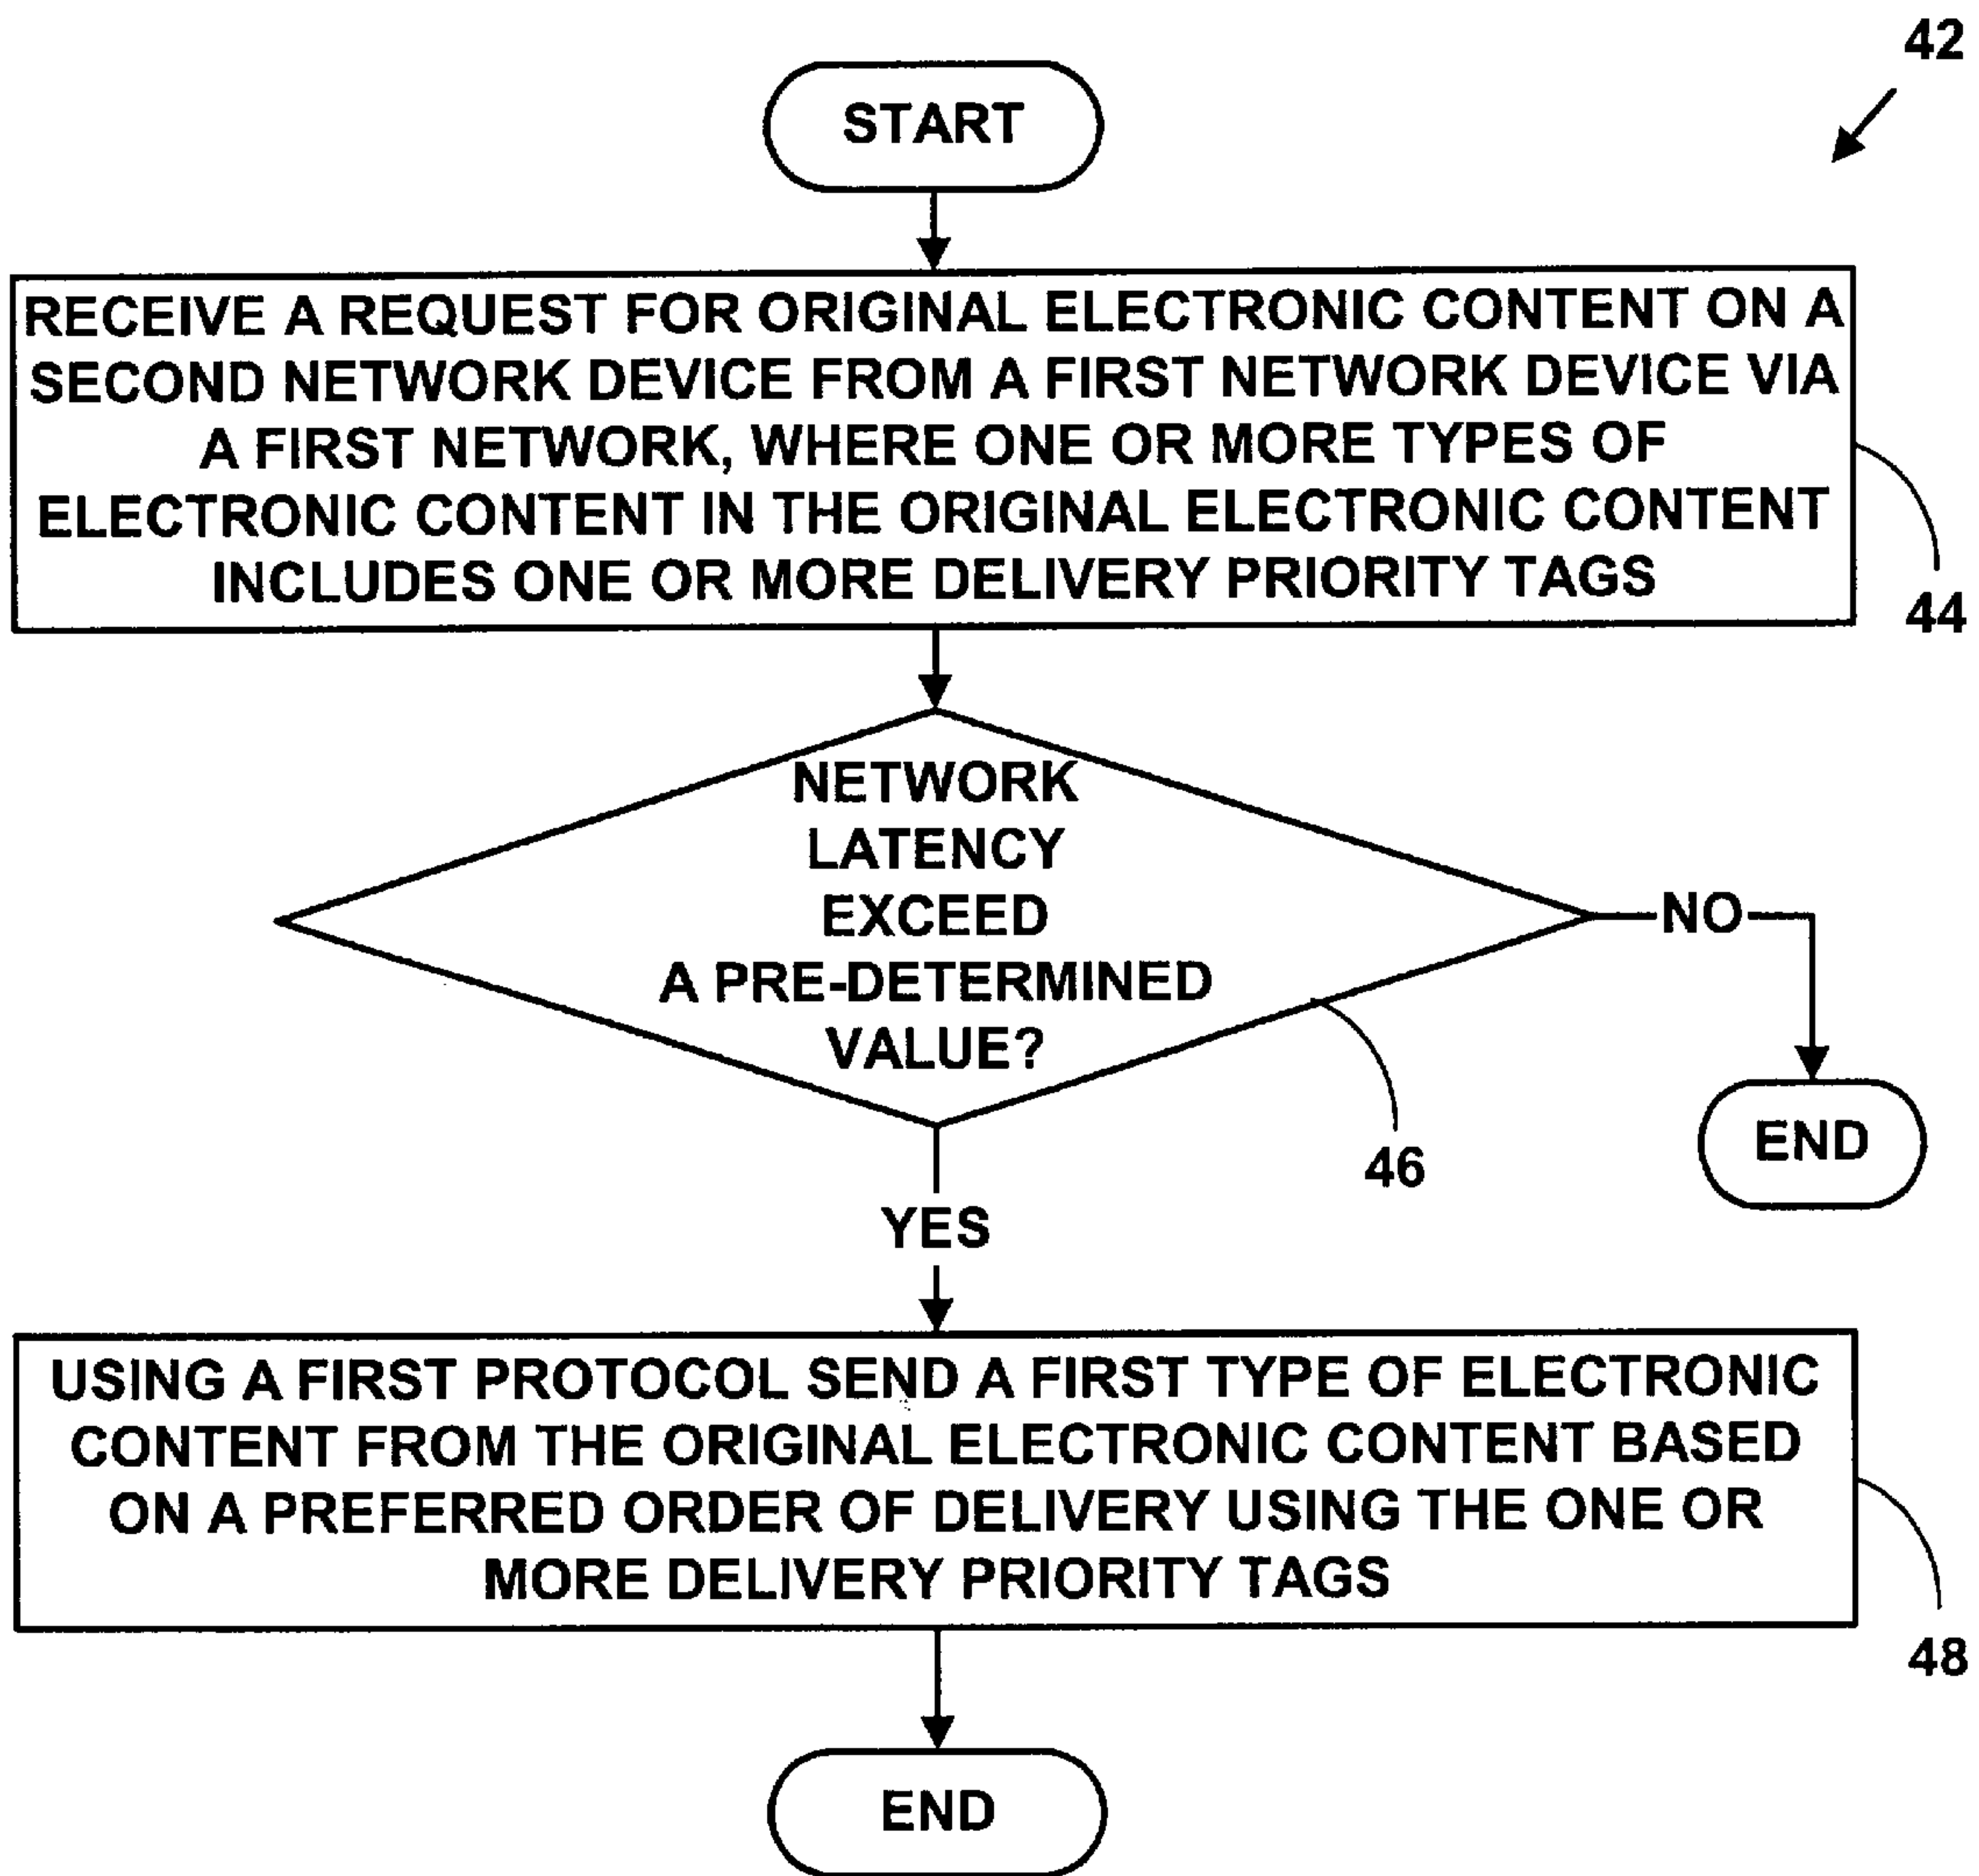 42
START
RECEIVE A REQUEST FOR ORIGINAL ELECTRONIC CONTENT ON A
SECOND NETWORK DEVICE FROM A FIRST NETWORK DEVICE VIA
A FIRST NETWORK, WHERE ONE OR MORE TYPES OF
ELECTRONIC CONTENT IN THE ORIGINAL ELECTRONIC CONTENT
INCLUDES ONE OR MORE DELIVERY PRIORITY TAGS
44
NETWORK
LATENCY
EXCEED
A PRE-DETERMINED
VALUE?
NO
END
46
YES
USING A FIRST PROTOCOL SEND A FIRST TYPE OF ELECTRONIC
CONTENT FROM THE ORIGINAL ELECTRONIC CONTENT BASED
ON A PREFERRED ORDER OF DELIVERY USING THE ONE OR
MORE DELIVERY PRIORITY TAGS
48
END